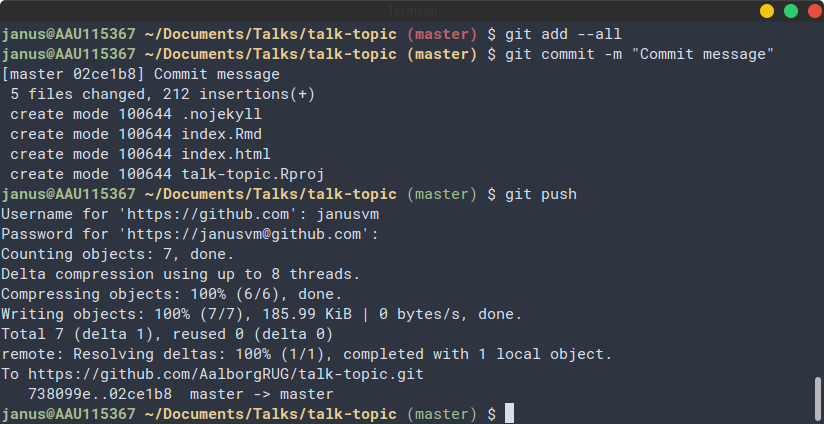 Terminal
janus@AAU115367 ~/Documents/Talks/talk-topic (master) $ git add --all
janus@AAU115367 ~/Documents/Talks/talk-topic (master) $ git commit -m "Commit message"
[master 02ce1b8] Commit message
 5 files changed, 212 insertions(+)
 create mode 100644 .nojekyll
 create mode 100644 index.Rmd
 create mode 100644 index.html
 create mode 100644 talk-topic.Rproj
janus@AAU115367 ~/Documents/Talks/talk-topic (master) $ git push
Username for 'https://github.com': janusvm
Password for 'https://janusvm@github.com':
Counting objects: 7, done.
Delta compression using up to 8 threads.
Compressing objects: 100% (6/6), done.
Writing objects: 100% (7/7), 185.99 KiB | 0 bytes/s, done.
Total 7 (delta 1), reused 0 (delta 0)
remote: Resolving deltas: 100% (1/1), completed with 1 local object.
To https://github.com/AalborgRUG/talk-topic.git
   738099e..02ce1b8  master -> master
janus@AAU115367 ~/Documents/Talks/talk-topic (master) $